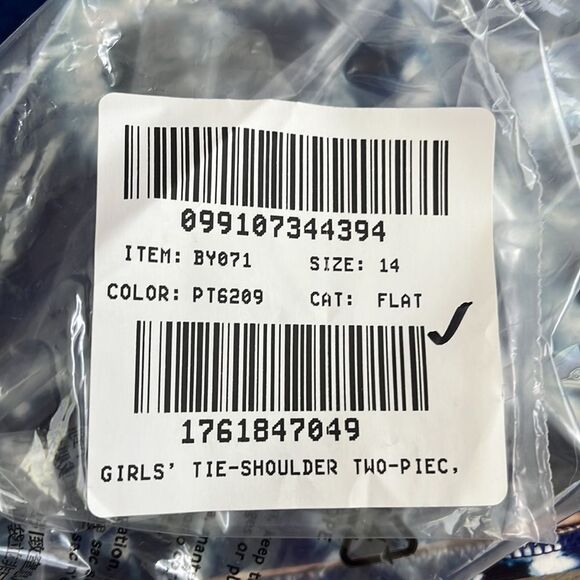 099107344394
ITEM: BY071 SIZE: 14
COLOR: PT6209 CAT: FLAT
1761847049
GIRLS' TIE-SHOULDER TWO-PIEC,